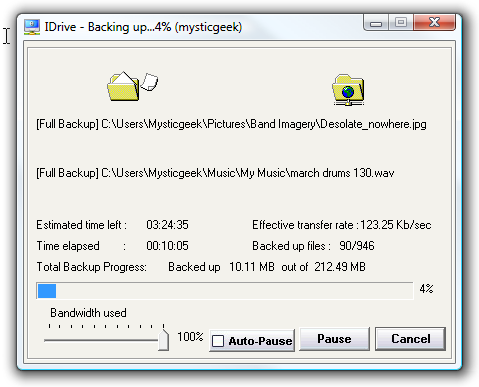 IDrive - Backing up...4% (mysticgeek)
[Full Backup] C:\Users\Mysticgeek\Pictures\Band Imagery\Desolate_nowhere.jpg
[Full Backup] C:\Users\Mysticgeek\Music\My Music\march drums 130.wav
Estimated time left : 03:24:35 Effective transfer rate : 123.25 Kb/sec
Time elapsed : 00:10:05 Backed up files : 90/946
Total Backup Progress: Backed up 10.11 MB out of 212.49 MB
4%
Bandwidth used
100% Auto-Pause Pause Cancel